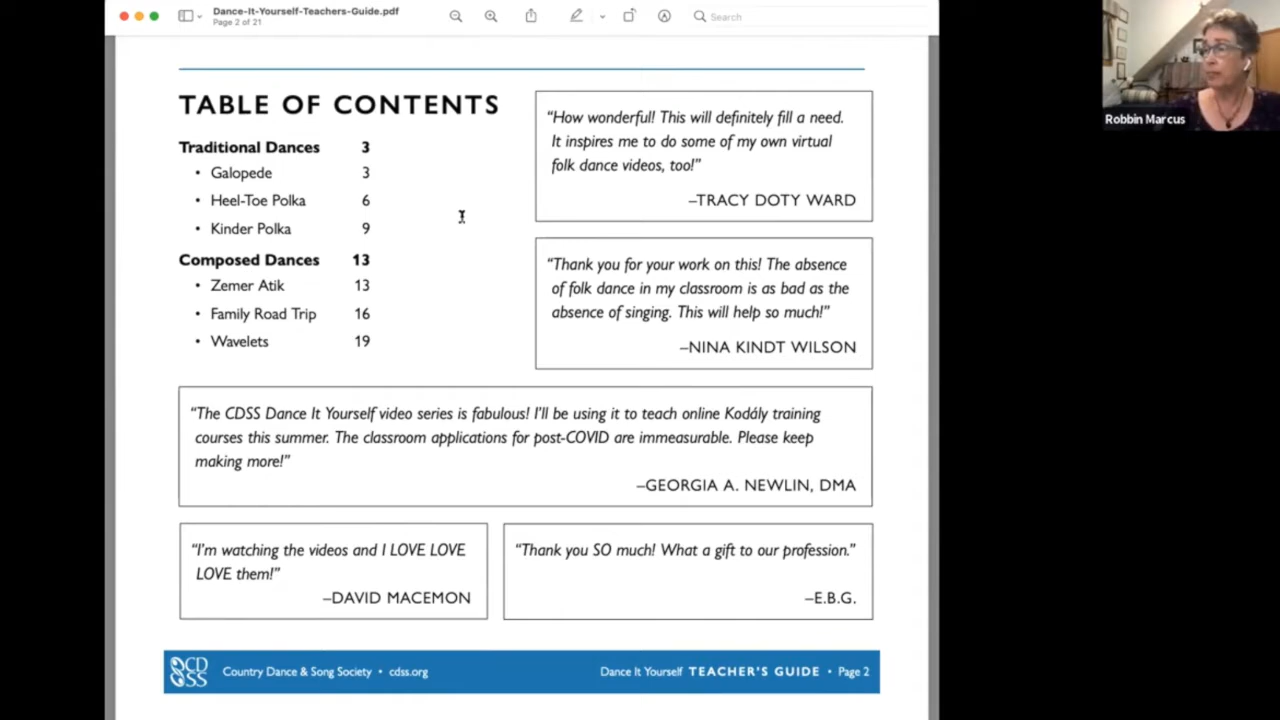 Dance-It-Yourself-Teachers-Guide.pdf
Page 2 of 21
Search
Robbin Marcus
TABLE OF CONTENTS
Traditional Dances 3
• Galopede 3
• Heel-Toe Polka 6
• Kinder Polka 9
Composed Dances 13
• Zemer Atik 13
• Family Road Trip 16
• Wavelets 19
“How wonderful! This will definitely fill a need.
It inspires me to do some of my own virtual
folk dance videos, too!”
–TRACY DOTY WARD
“Thank you for your work on this! The absence
of folk dance in my classroom is as bad as the
absence of singing. This will help so much!”
–NINA KINDT WILSON
“The CDSS Dance It Yourself video series is fabulous! I’ll be using it to teach online Kodály training
courses this summer. The classroom applications for post-COVID are immeasurable. Please keep
making more!”
–GEORGIA A. NEWLIN, DMA
“I’m watching the videos and I LOVE LOVE
LOVE them!”
–DAVID MACEMON
“Thank you SO much! What a gift to our profession.”
–E.B.G.
CD
SS
Country Dance & Song Society • cdss.org
Dance It Yourself TEACHER’S GUIDE • Page 2